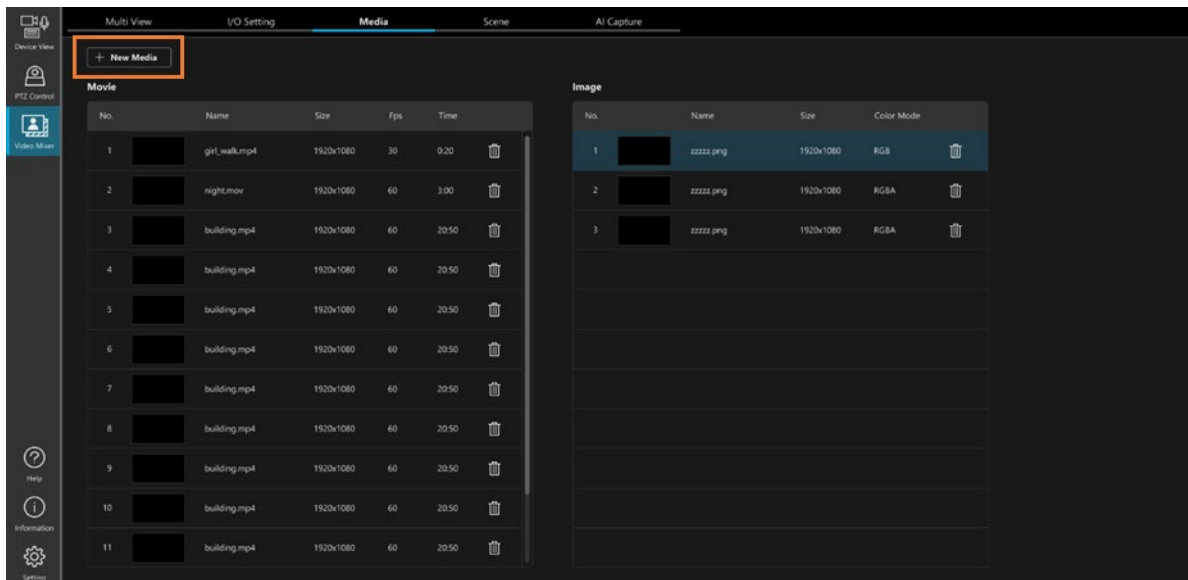 Multi View I/O Setting Media Scene AI Capture
Device View
PTZ Control
Video Mixer
Help
Information
Setting
+ New Media
Movie
No. Name Size Fps Time
1 girl_walk.mp4 1920x1080 30 0:20
2 night.mov 1920x1080 60 3:00
3 building.mp4 1920x1080 60 20:50
4 building.mp4 1920x1080 60 20:50
5 building.mp4 1920x1080 60 20:50
6 building.mp4 1920x1080 60 20:50
7 building.mp4 1920x1080 60 20:50
8 building.mp4 1920x1080 60 20:50
9 building.mp4 1920x1080 60 20:50
10 building.mp4 1920x1080 60 20:50
11 building.mp4 1920x1080 60 20:50
Image
No. Name Size Color Mode
1 zzzzz.png 1920x1080 RGB
2 zzzzz.png 1920x1080 RGBA
3 zzzzz.png 1920x1080 RGBA